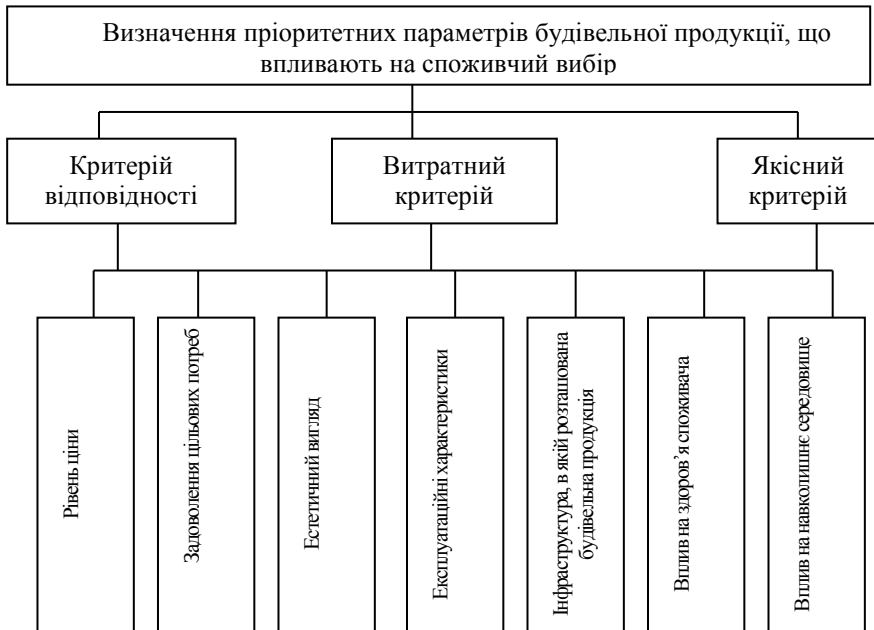 Визначення пріоритетних параметрів будівельної продукції, що
впливають на споживчий вибір
Критерій
відповідності
Витратний
критерій
Якісний
критерій
Рівень ціни
Задоволення цільових потреб
Естетичний вигляд
Експлуатаційні характеристики
Інфраструктура, в якій розташована
будівельна продукція
Вплив на здоров’я споживача
Вплив на навколишнє середовище